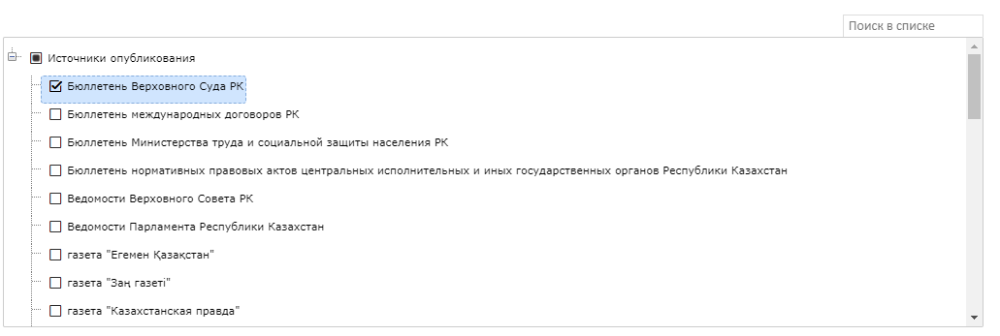 Поиск в списке
Источники опубликования
Бюллетень Верховного Суда РК
Бюллетень международных договоров РК
Бюллетень Министерства труда и социальной защиты населения РК
Бюллетень нормативных правовых актов центральных исполнительных и иных государственных органов Республики Казахстан
Ведомости Верховного Совета РК
Ведомости Парламента Республики Казахстан
газета "Егемен Қазақстан"
газета "Заң газеті"
газета "Казахстанская правда"